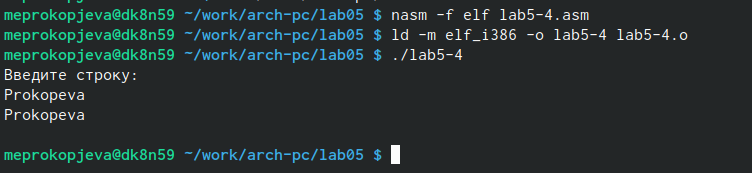 meprokopjeva@dk8n59 ~/work/arch-pc/lab05 $ nasm -f elf lab5-4.asm
meprokopjeva@dk8n59 ~/work/arch-pc/lab05 $ ld -m elf_i386 -o lab5-4 lab5-4.o
meprokopjeva@dk8n59 ~/work/arch-pc/lab05 $ ./lab5-4
Введите строку:
Prokopeva
Prokopeva
meprokopjeva@dk8n59 ~/work/arch-pc/lab05 $